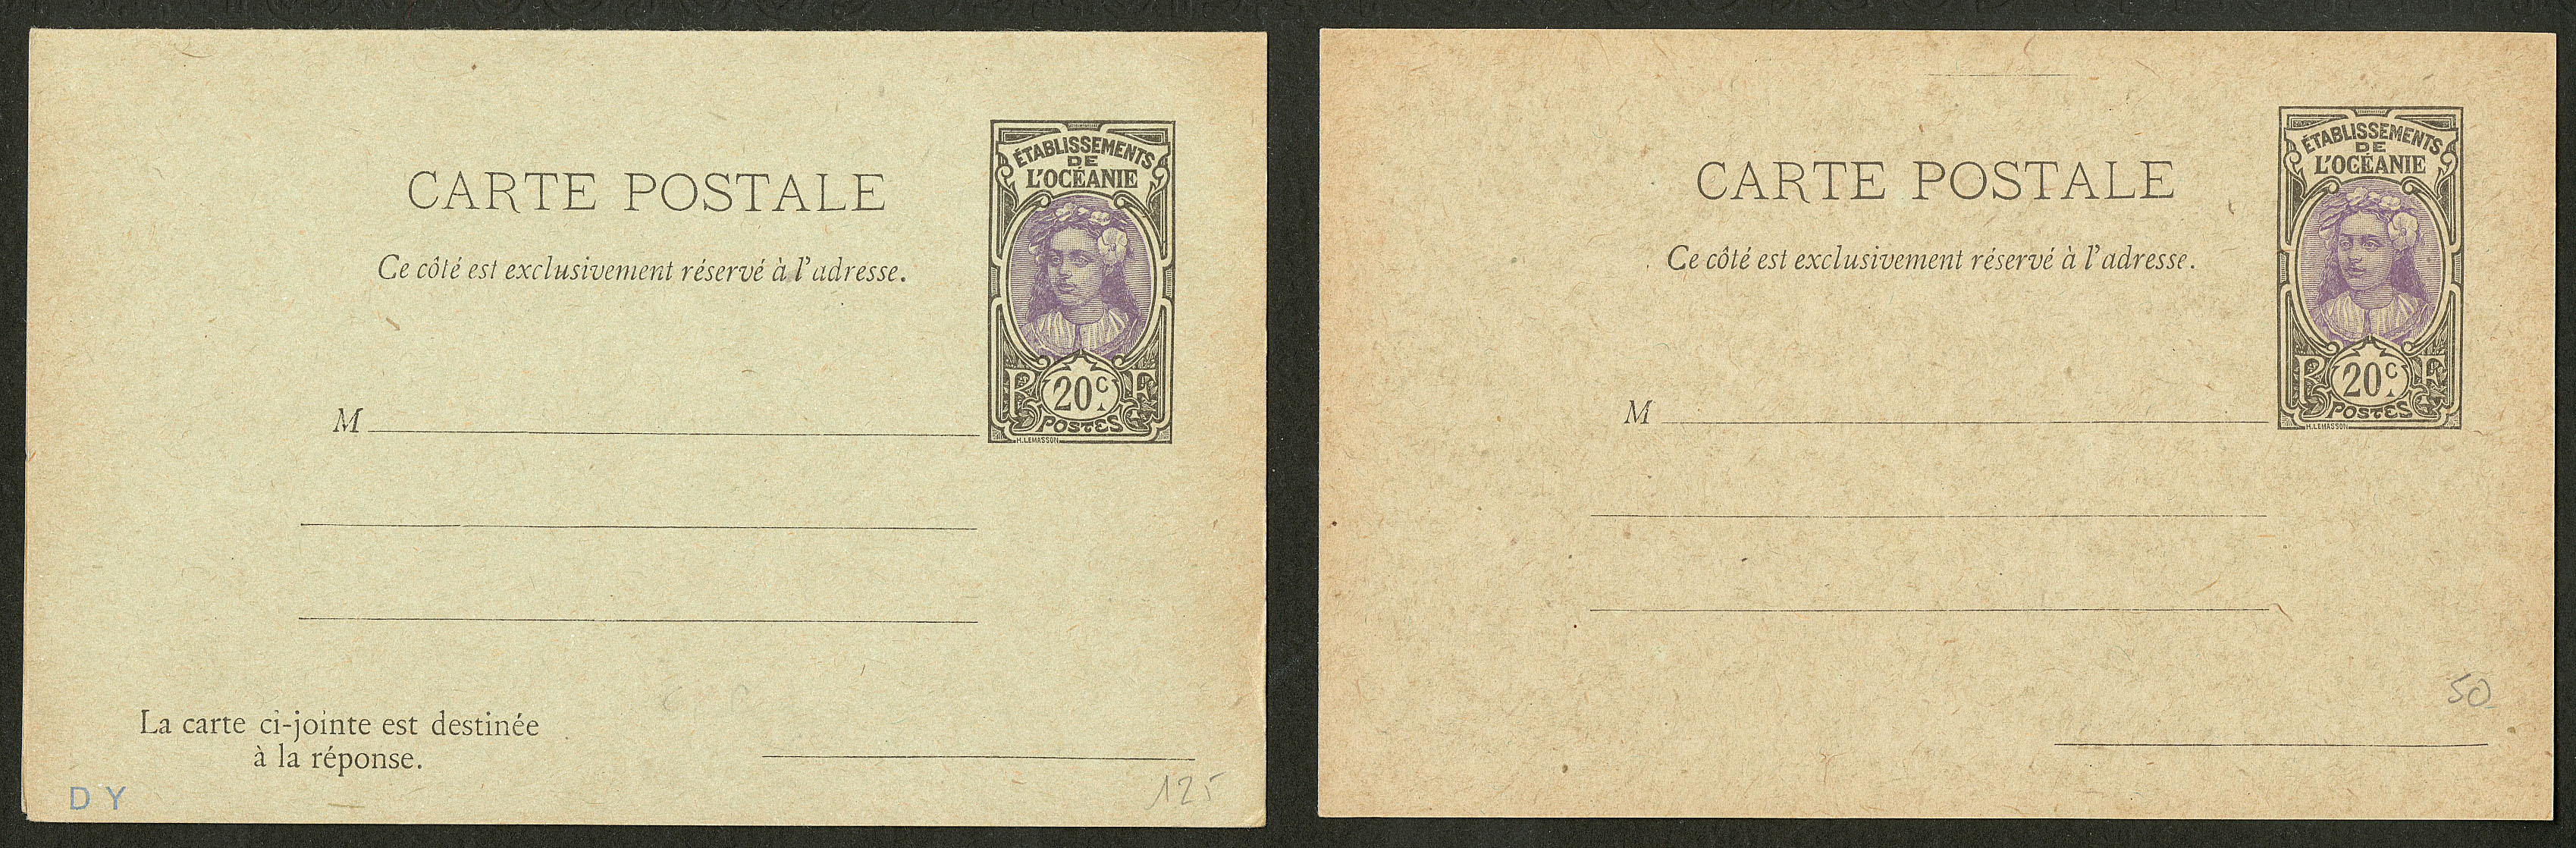 CARTE POSTALE
Ce côté est exclusivement réservé à l'adresse.
ÉTABLISSEMENTS
DE
L'OCÉANIE
R 20c. F
POSTES
H. LEMASSON
M
La carte ci-jointe est destinée
à la réponse.
D Y
125
CARTE POSTALE
Ce côté est exclusivement réservé à l'adresse.
ÉTABLISSEMENTS
DE
L'OCÉANIE
R 20c. F
POSTES
H. LEMASSON
M
50